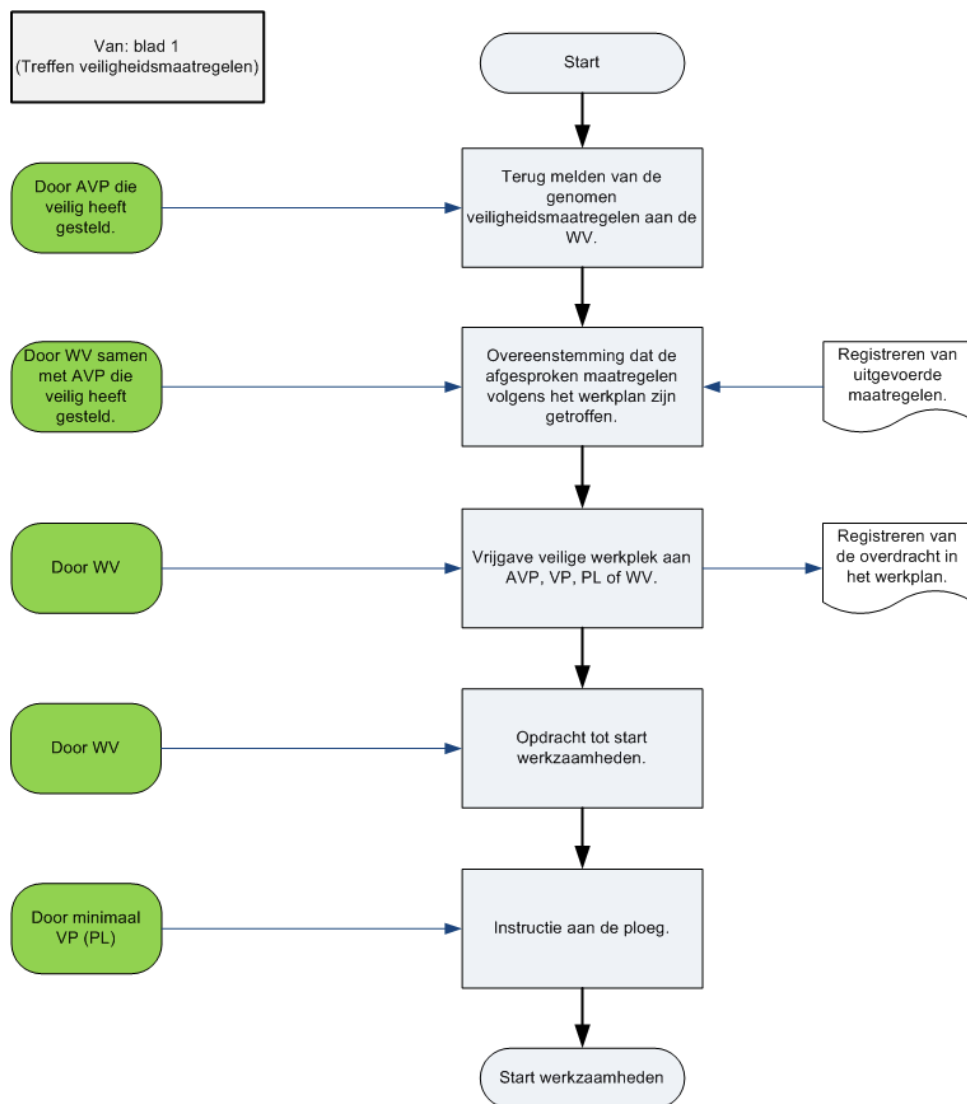 Van: blad 1
(Treffen veiligheidsmaatregelen)
Start
Door AVP die
veilig heeft
gesteld.
Terug melden van de
genomen
veiligheidsmaatregelen aan de
WV.
Door WV samen
met AVP die
veilig heeft
gesteld.
Overeenstemming dat de
afgesproken maatregelen
volgens het werkplan zijn
getroffen.
Registreren van
uitgevoerde
maatregelen.
Door WV
Vrijgave veilige werkplek aan
AVP, VP, PL of WV.
Registreren van
de overdracht in
het werkplan.
Door WV
Opdracht tot start
werkzaamheden.
Door minimaal
VP (PL)
Instructie aan de ploeg.
Start werkzaamheden